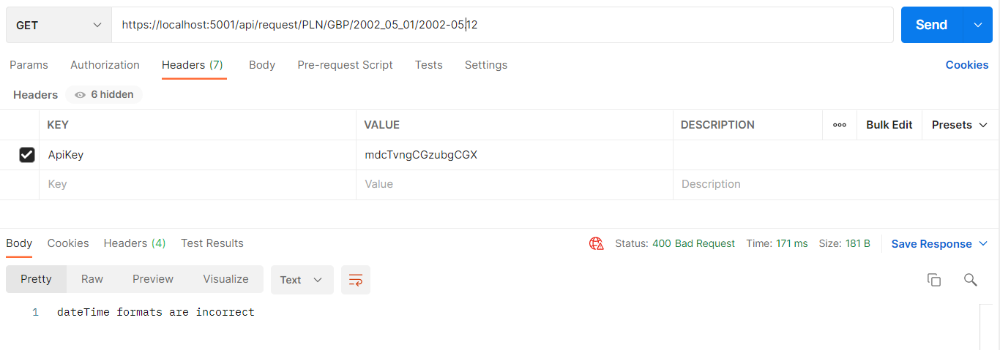 GET https://localhost:5001/api/request/PLN/GBP/2002_05_01/2002-05.12 Send
Params Authorization Headers (7) Body Pre-request Script Tests Settings Cookies
Headers 6 hidden
KEY VALUE DESCRIPTION ooo Bulk Edit Presets
ApiKey mdcTvngCGzubgCGX
Key Value Description
Body Cookies Headers (4) Test Results Status: 400 Bad Request Time: 171 ms Size: 181 B Save Response
Pretty Raw Preview Visualize Text
1 dateTime formats are incorrect